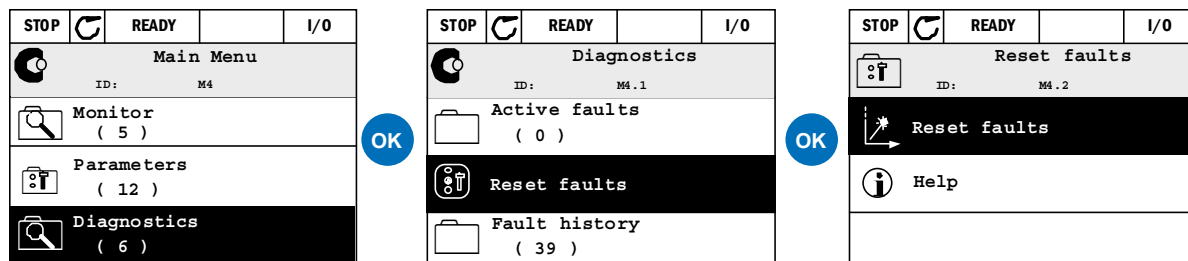 STOP READY I/O
Main Menu
ID: M4
Monitor
( 5 )
Parameters
( 12 )
Diagnostics
( 6 )
OK
STOP READY I/O
Diagnostics
ID: M4.1
Active faults
( 0 )
Reset faults
Fault history
( 39 )
OK
STOP READY I/O
Reset faults
ID: M4.2
Reset faults
Help